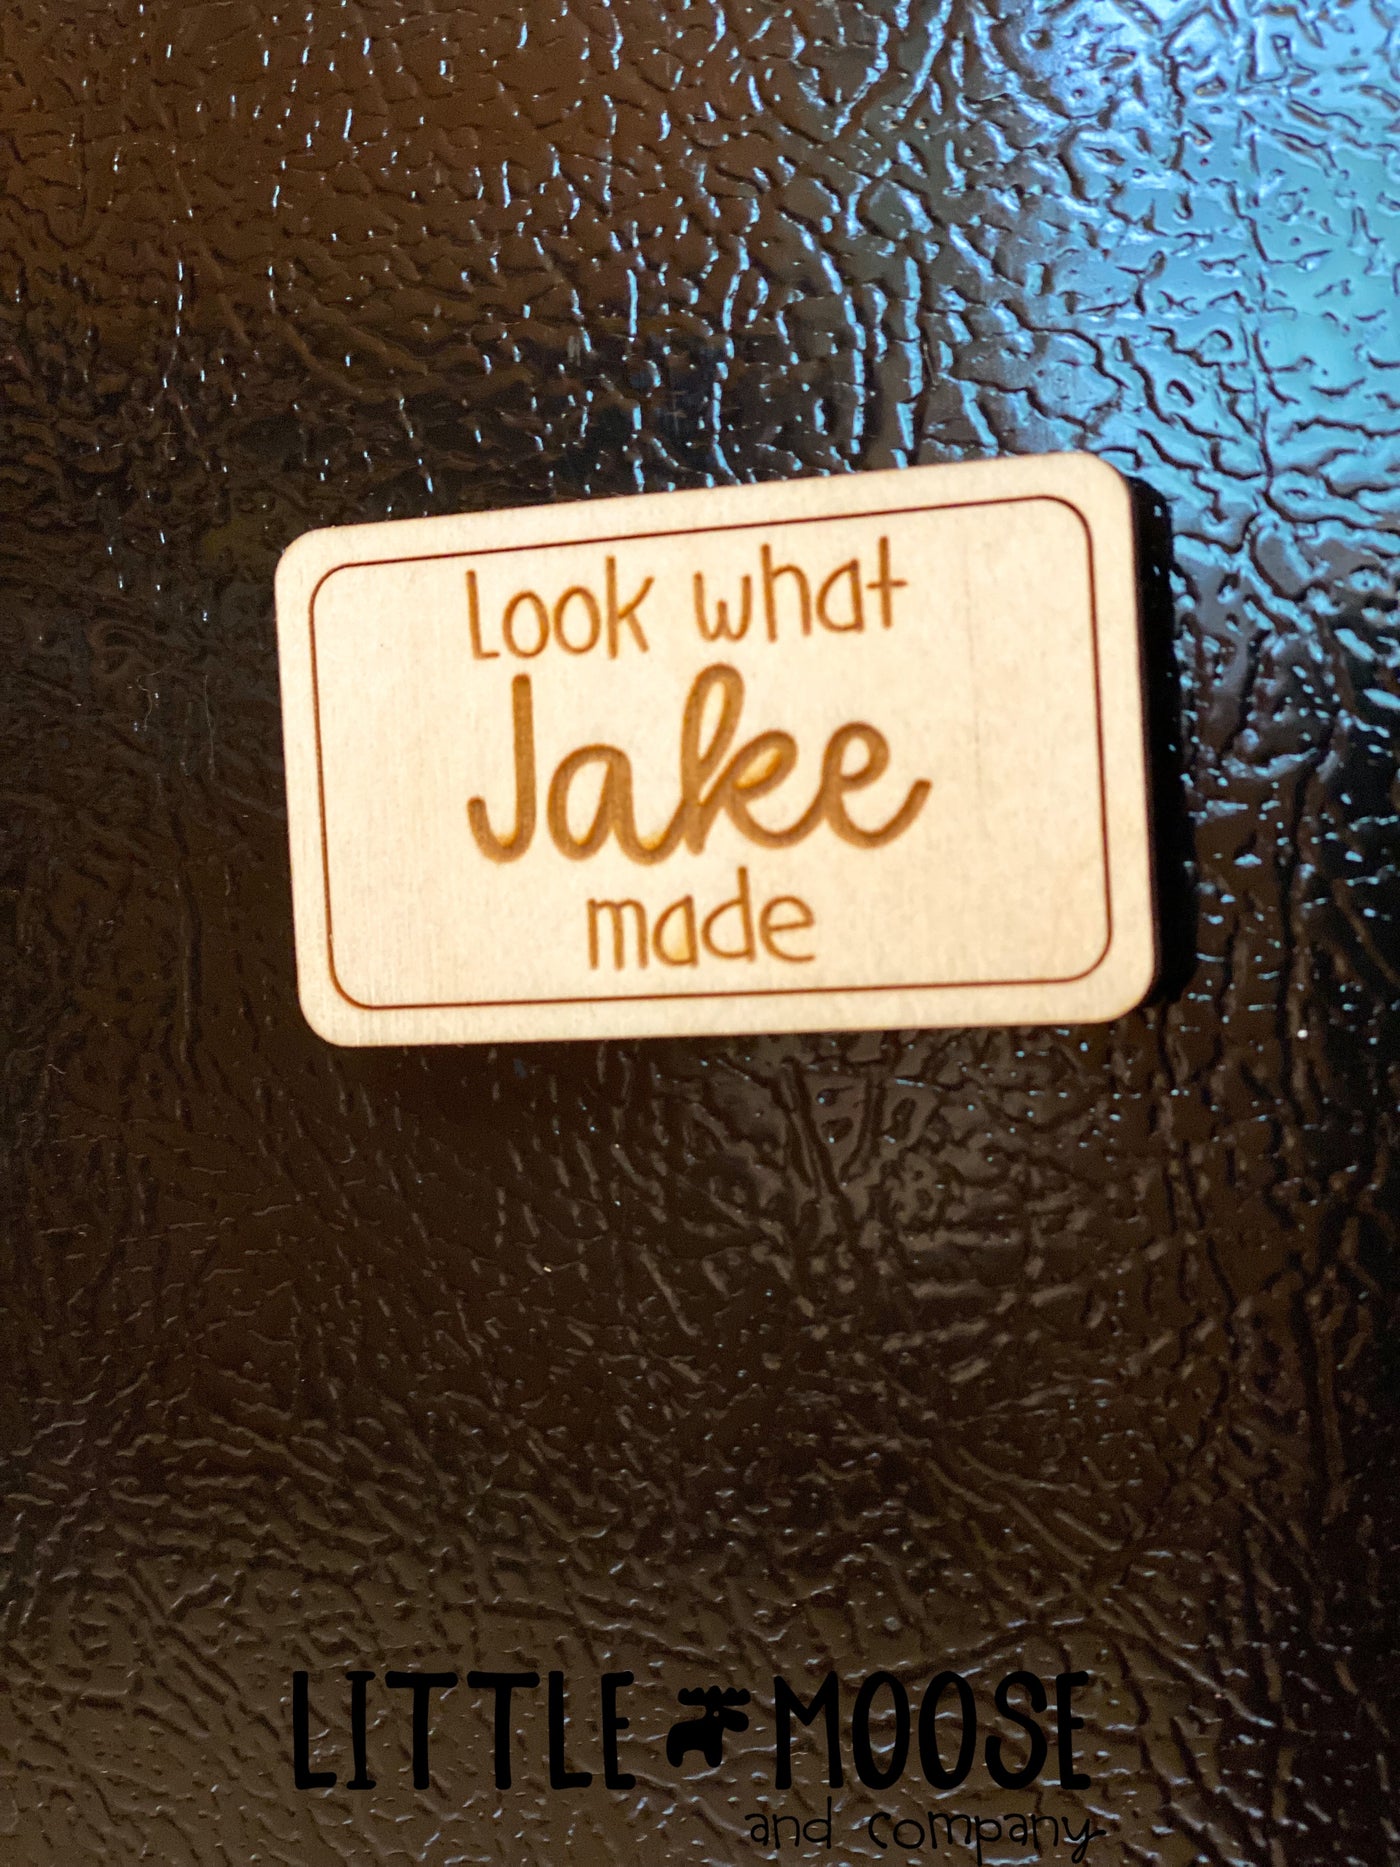 Look what
Jake
made
LITTLE MOOSE
and company